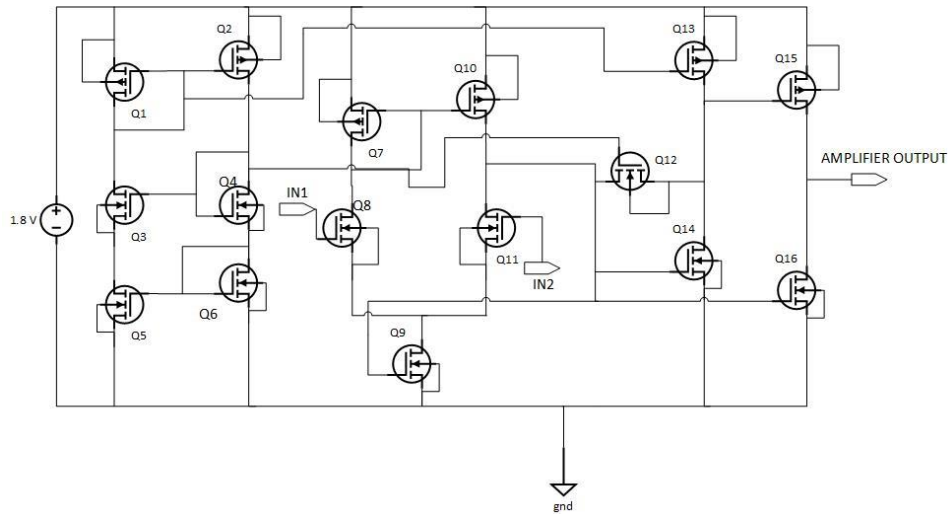 Q2
Q13
Q10
Q15
Q1
Q7
Q12
AMPLIFIER OUTPUT
Q4
IN1
1.8 V
Q8
Q3
Q14
Q11
Q16
IN2
Q6
Q5
Q9
gnd